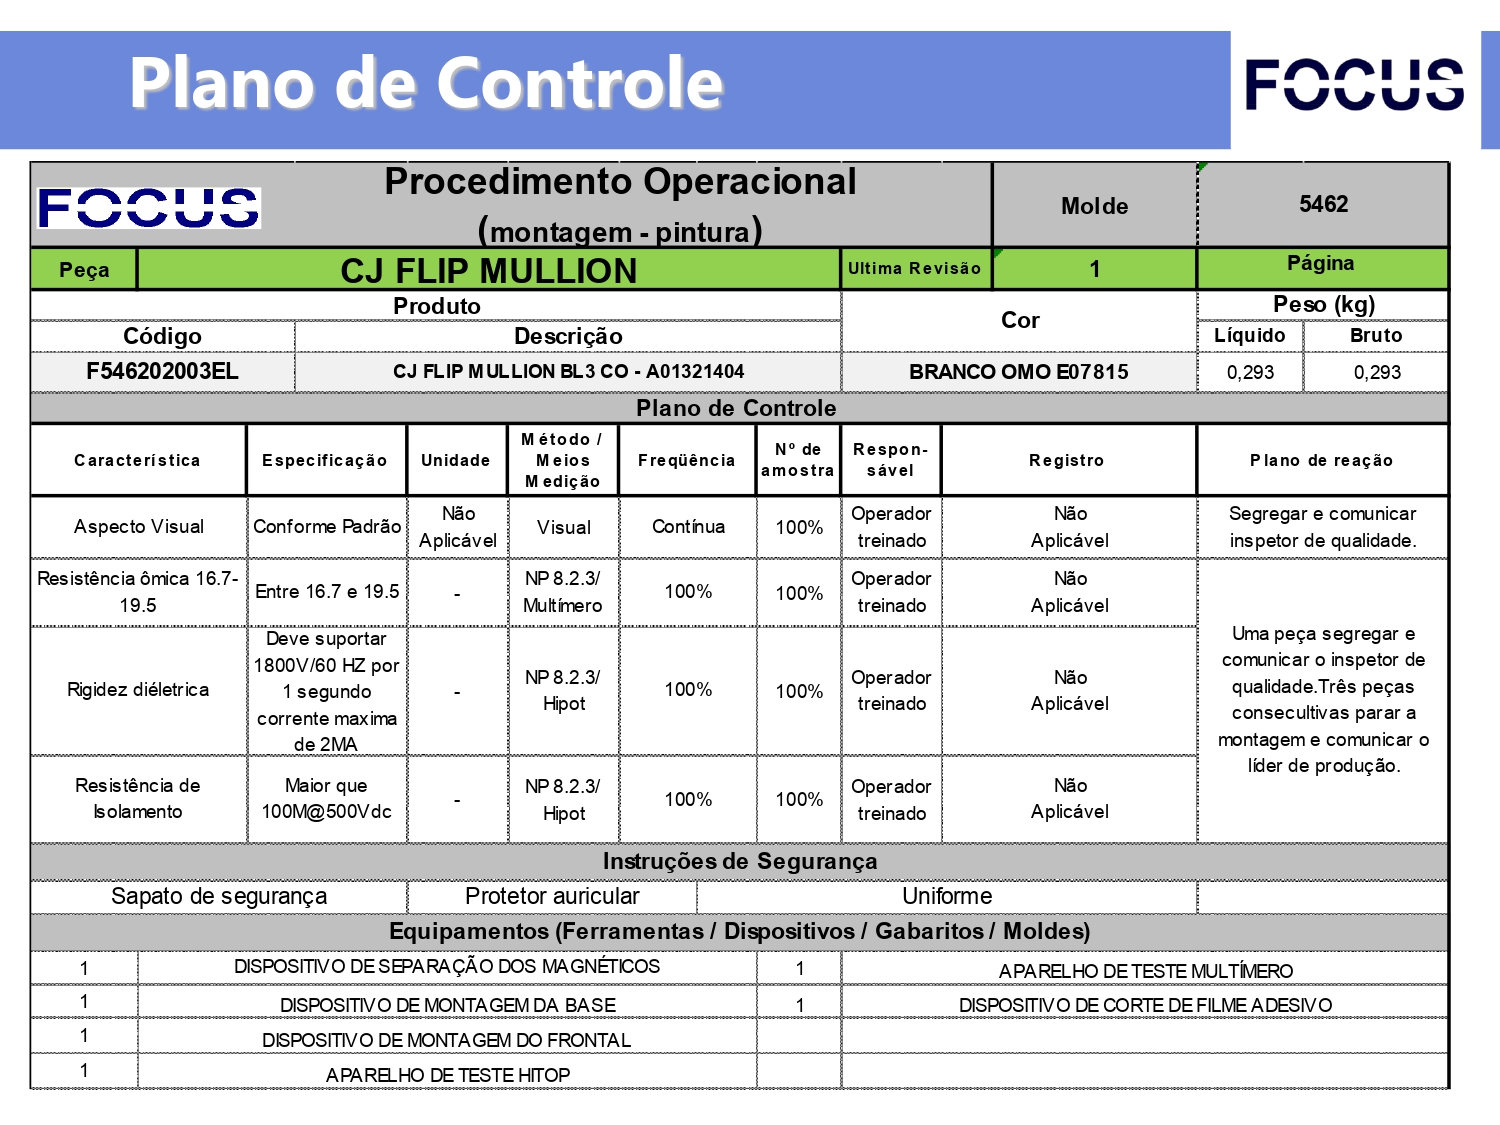 Plano de Controle
FOCUS
FOCUS
Procedimento Operacional
(montagem - pintura)
Molde
5462
Peça
CJ FLIP MULLION
Ultima Revisão
1
Página
Produto
Cor
Peso (kg)
Código
Descrição
Líquido
Bruto
F546202003EL
CJ FLIP MULLION BL3 CO - A01321404
BRANCO OMO E07815
0,293
0,293
Plano de Controle
Característica
Especificação
Unidade
Método /
Meios
Medição
Freqüência
Nº de
amostra
Respon-
sável
Registro
Plano de reação
Aspecto Visual
Conforme Padrão
Não
Aplicável
Visual
Contínua
100%
Operador
treinado
Não
Aplicável
Segregar e comunicar
inspetor de qualidade.
Resistência ômica 16.7-
19.5
Entre 16.7 e 19.5
-
NP 8.2.3/
Multímero
100%
100%
Operador
treinado
Não
Aplicável
Uma peça segregar e
comunicar o inspetor de
qualidade.Três peças
consecultivas parar a
montagem e comunicar o
líder de produção.
Rigidez diéletrica
Deve suportar
1800V/60 HZ por
1 segundo
corrente maxima
de 2MA
-
NP 8.2.3/
Hipot
100%
100%
Operador
treinado
Não
Aplicável
Resistência de
Isolamento
Maior que
100M@500Vdc
-
NP 8.2.3/
Hipot
100%
100%
Operador
treinado
Não
Aplicável
Instruções de Segurança
Sapato de segurança
Protetor auricular
Uniforme
Equipamentos (Ferramentas / Dispositivos / Gabaritos / Moldes)
1
DISPOSITIVO DE SEPARAÇÃO DOS MAGNÉTICOS
1
APARELHO DE TESTE MULTÍMERO
1
DISPOSITIVO DE MONTAGEM DA BASE
1
DISPOSITIVO DE CORTE DE FILME ADESIVO
1
DISPOSITIVO DE MONTAGEM DO FRONTAL
1
APARELHO DE TESTE HITOP